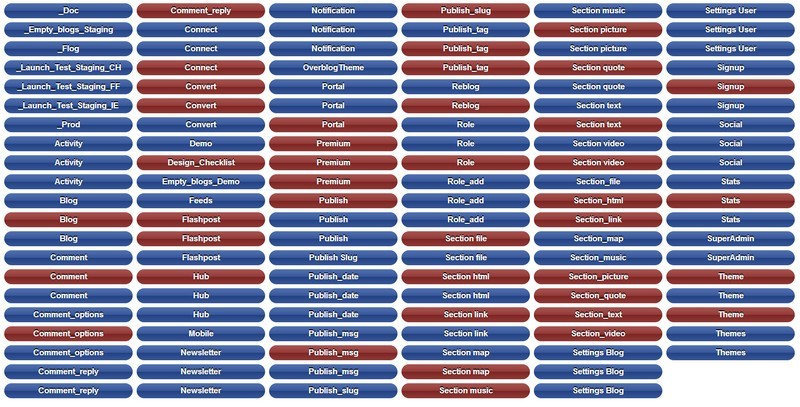 _Doc
_Empty_blogs_Staging
_Flog
_Launch_Test_Staging_CH
_Launch_Test_Staging_FF
_Launch_Test_Staging_IE
_Prod
Activity
Activity
Activity
Blog
Blog
Blog
Comment
Comment
Comment
Comment_options
Comment_options
Comment_options
Comment_reply
Comment_reply
Comment_reply
Connect
Connect
Connect
Convert
Convert
Convert
Demo
Design_Checklist
Empty_blogs_Demo
Feeds
Flashpost
Flashpost
Flashpost
Hub
Hub
Hub
Mobile
Newsletter
Newsletter
Newsletter
Notification
Notification
Notification
OverblogTheme
Portal
Portal
Portal
Premium
Premium
Premium
Publish
Publish
Publish
Publish Slug
Publish_date
Publish_date
Publish_date
Publish_msg
Publish_msg
Publish_msg
Publish_slug
Publish_slug
Publish_tag
Publish_tag
Publish_tag
Reblog
Reblog
Role
Role
Role
Role_add
Role_add
Role_add
Section file
Section file
Section html
Section html
Section link
Section link
Section map
Section map
Section music
Section music
Section picture
Section picture
Section quote
Section quote
Section text
Section text
Section video
Section video
Section_file
Section_html
Section_link
Section_map
Section_music
Section_picture
Section_quote
Section_text
Section_video
Settings Blog
Settings Blog
Settings Blog
Settings User
Settings User
Settings User
Signup
Signup
Signup
Social
Social
Social
Stats
Stats
Stats
SuperAdmin
SuperAdmin
Theme
Theme
Theme
Themes
Themes